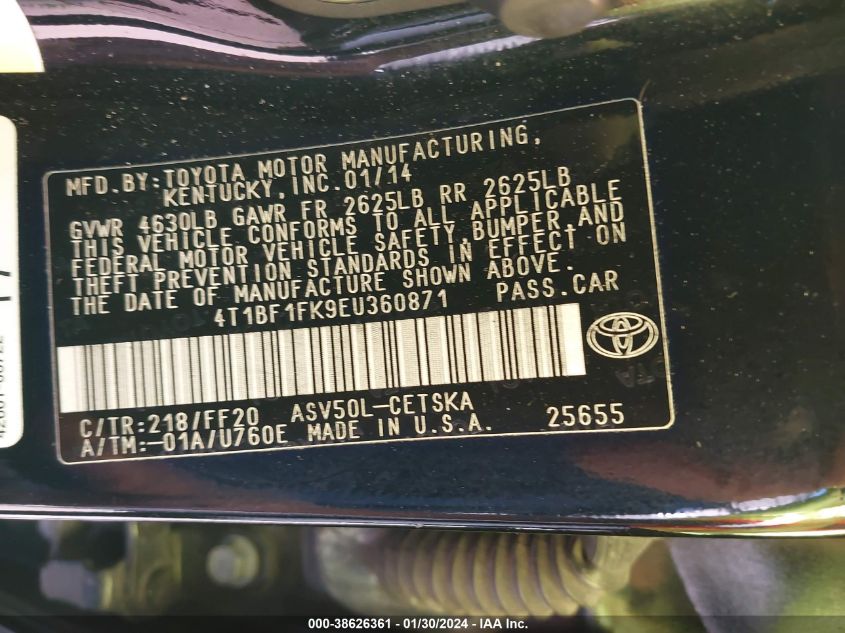 MFD. BY: TOYOTA MOTOR MANUFACTURING,
KENTUCKY, INC. 01/14
GVWR 4630LB GAWR FR 2625LB RR 2625LB
THIS VEHICLE CONFORMS TO ALL APPLICABLE
FEDERAL MOTOR VEHICLE SAFETY, BUMPER, AND
THEFT PREVENTION STANDARDS IN EFFECT ON
THE DATE OF MANUFACTURE SHOWN ABOVE.
4T1BF1FK9EU360871 PASS. CAR
C/TR: 218/FF20 ASV50L-CETSKA
A/TM: -01A/U760E MADE IN U.S.A. 25655
000-38626361 - 01/30/2024 - IAA Inc.